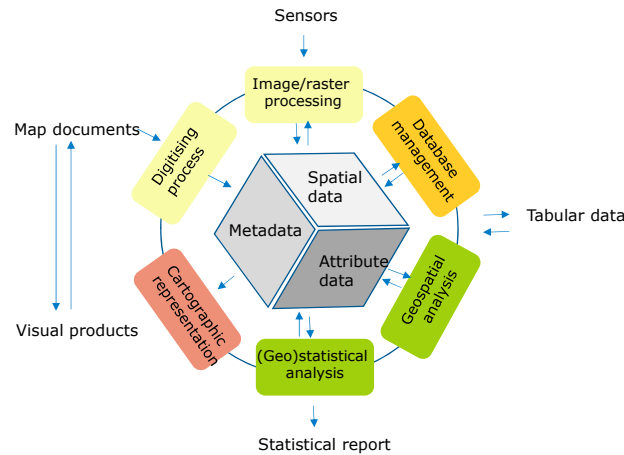 Sensors
Image/raster
processing
Map documents
Digitising
process
Database
management
Spatial
data
Metadata
Tabular data
Attribute
data
Geospatial
analysis
Cartographic
representation
Visual products
(Geo)statistical
analysis
Statistical report